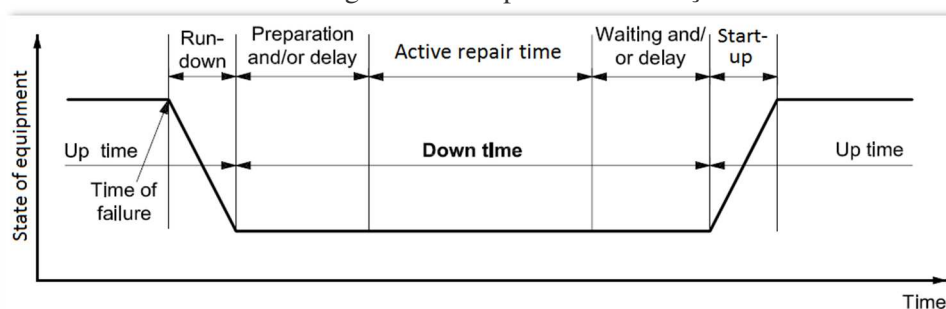 Run-
down
Preparation
and/or delay
Active repair time
Waiting and/
or delay
Start-
up
State of equipment
Up time
Down tIme
Up time
Time of
failure
Time